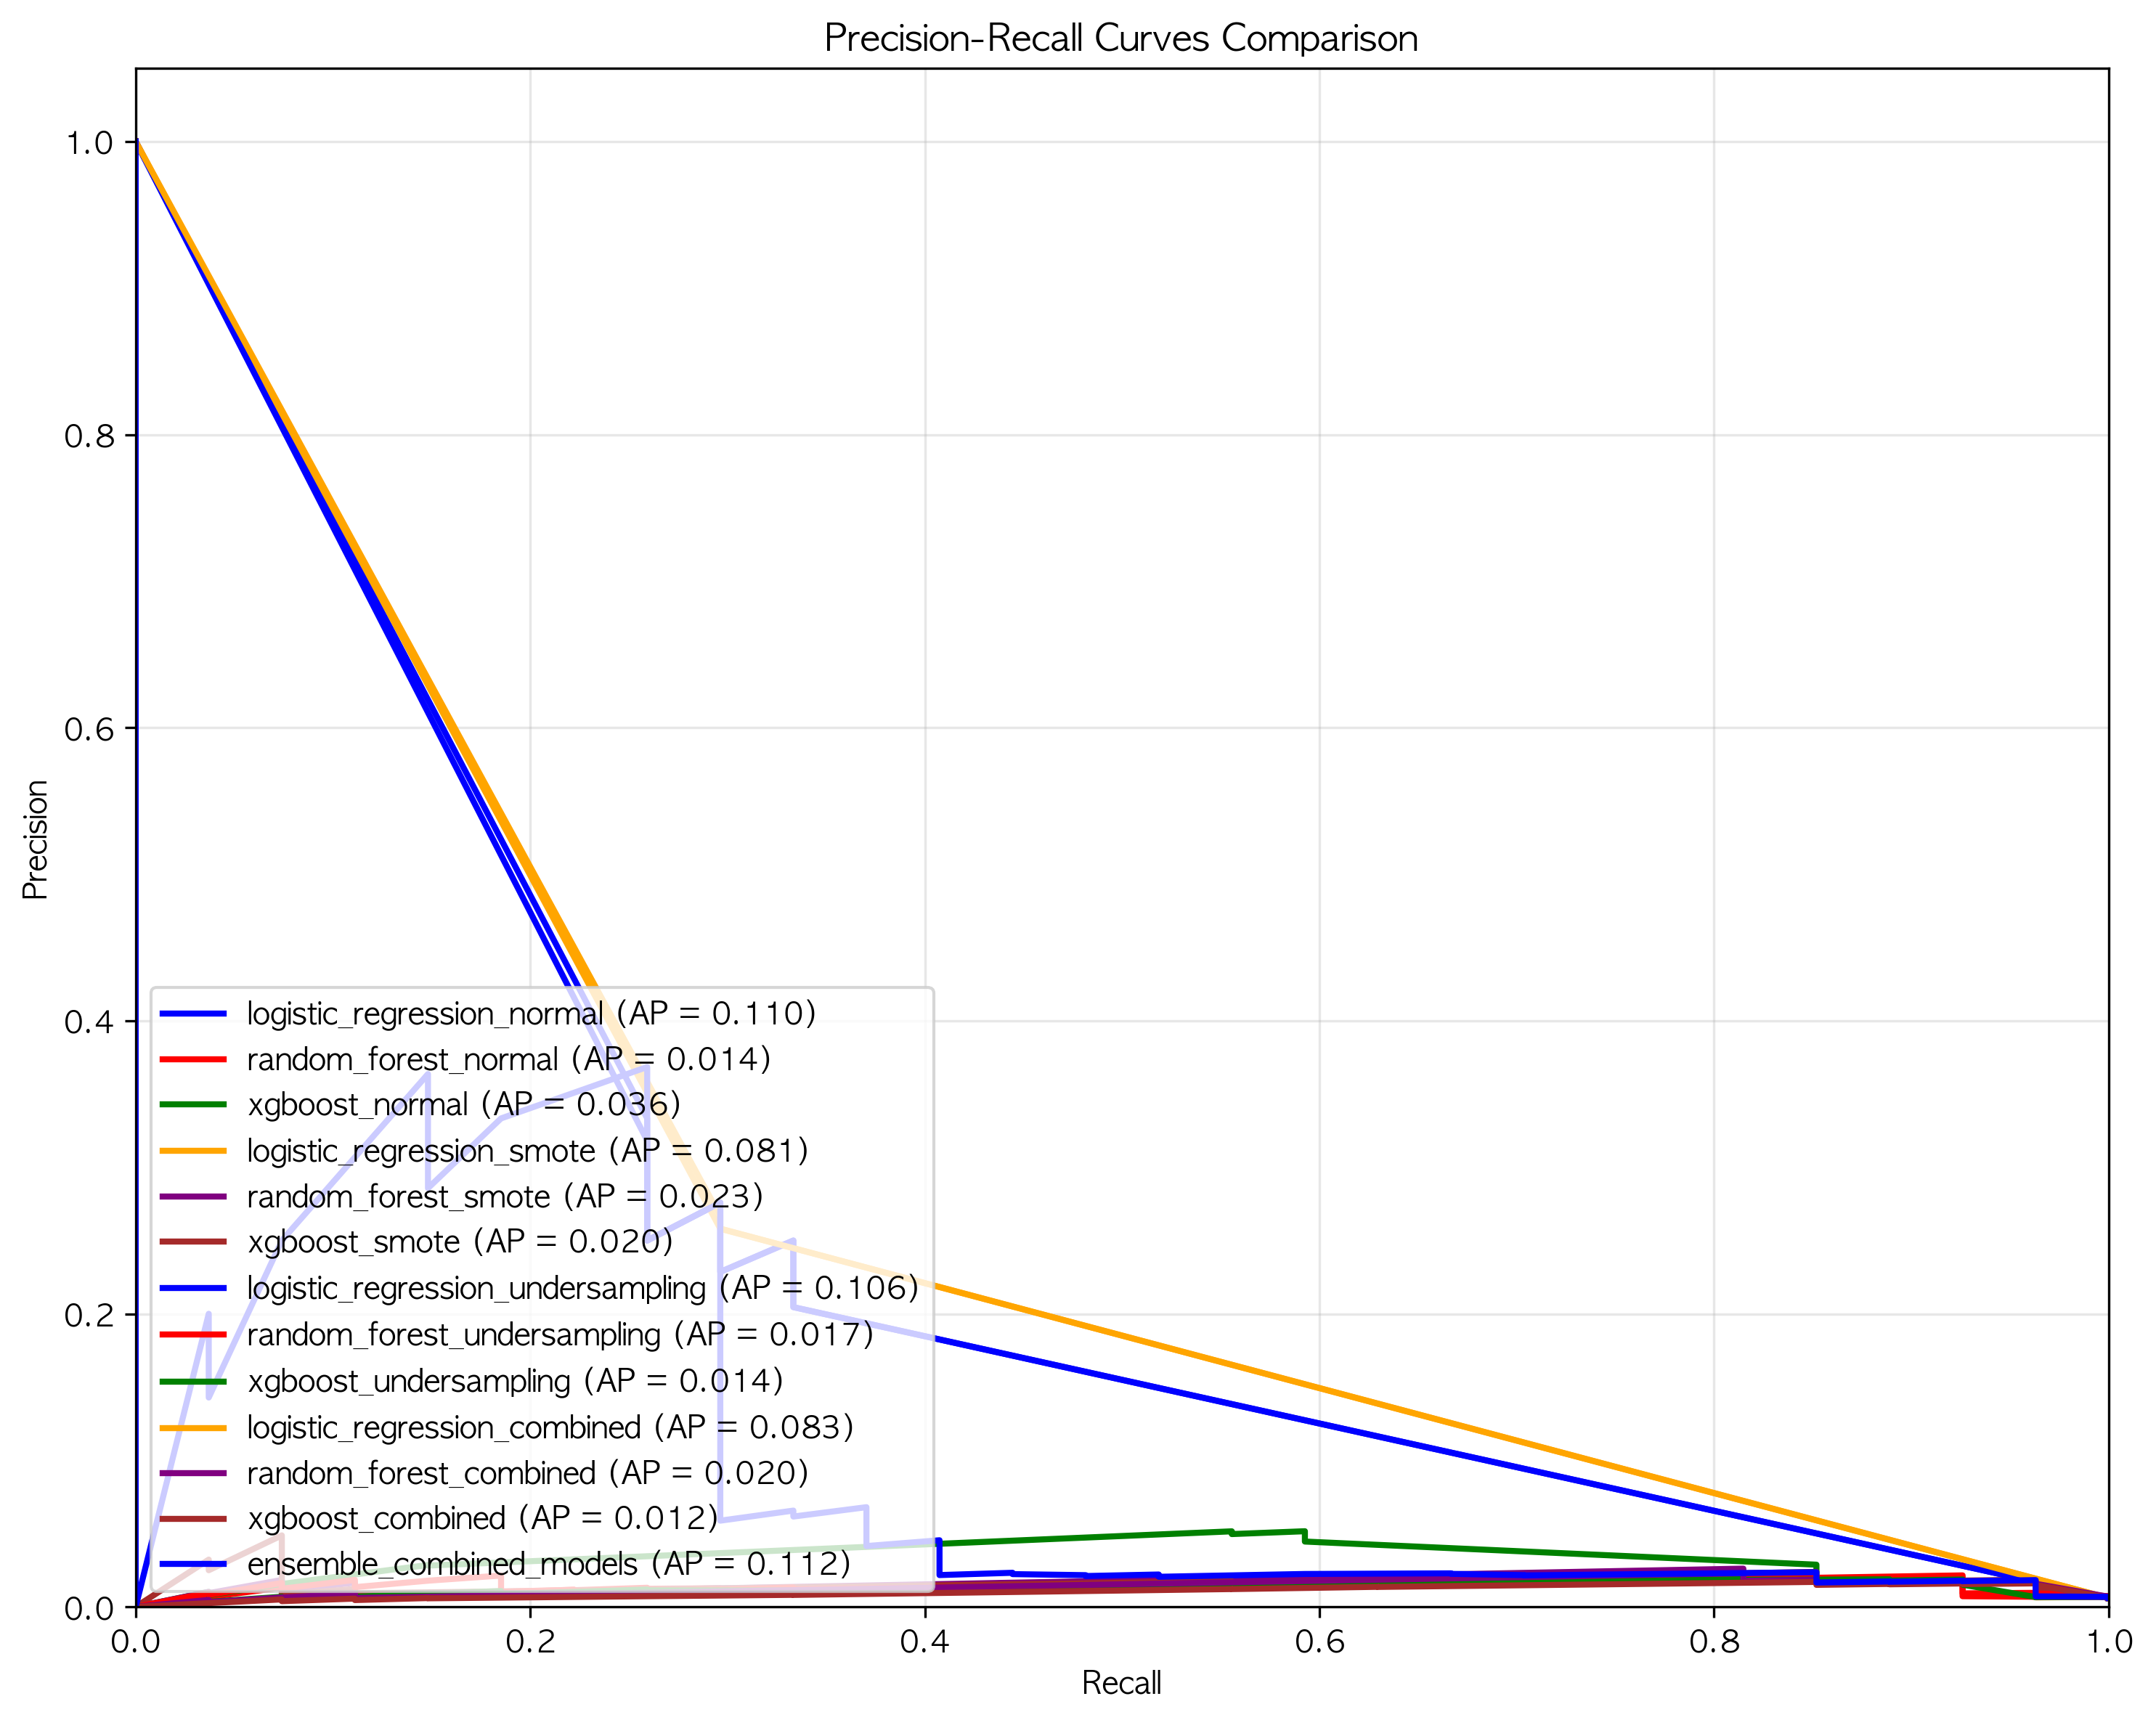 Precision-Recall Curves Comparison
1.0
0.8
0.6
0.4
0.2
0.0
Precision
logistic_regression_normal (AP = 0.110)
random_forest_normal (AP = 0.014)
xgboost_normal (AP = 0.036)
logistic_regression_smote (AP = 0.081)
random_forest_smote (AP = 0.023)
xgboost_smote (AP = 0.020)
logistic_regression_undersampling (AP = 0.106)
random_forest_undersampling (AP = 0.017)
xgboost_undersampling (AP = 0.014)
logistic_regression_combined (AP = 0.083)
random_forest_combined (AP = 0.020)
xgboost_combined (AP = 0.012)
ensemble_combined_models (AP = 0.112)
0.0 0.2 0.4 0.6 0.8 1.0
Recall